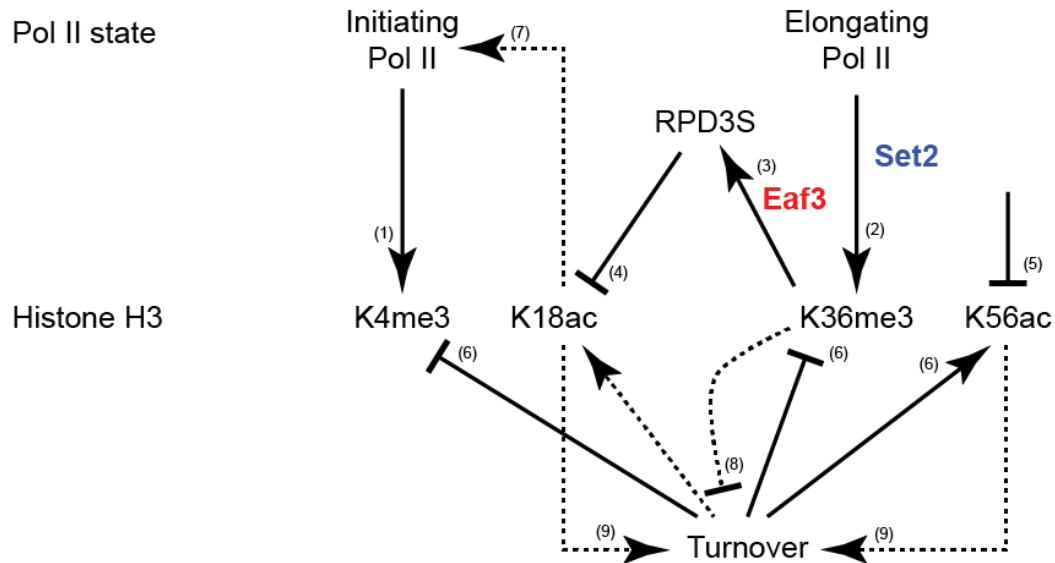 Pol II state
Initiating
Pol II
(7)
Elongating
Pol II
RPD3S
Set2
(3)
Eaf3
(1)
(2)
(4)
(5)
Histone H3
K4me3
K18ac
K36me3
K56ac
(6)
(6)
(6)
(8)
(9)
(9)
Turnover